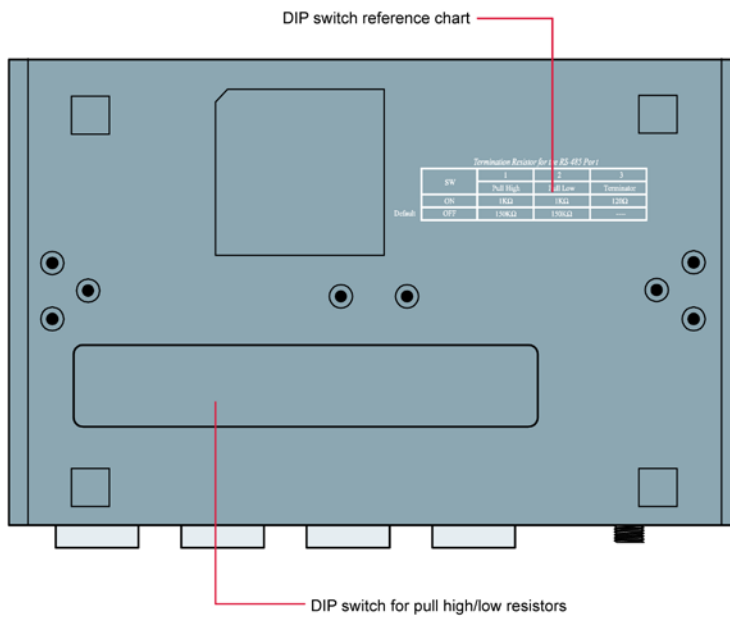 DIP switch reference chart
Termination Resistor for the RS-485 Port
SW 1 2 3
Pull High Pull Low Terminator
ON 1KΩ 1KΩ 120Ω
OFF 150KΩ 150KΩ ----
DIP switch for pull high/low resistors